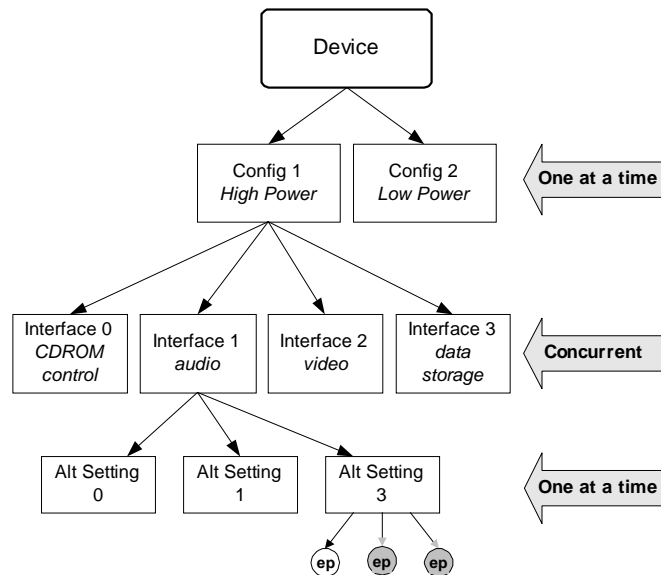 Device
Config 1
High Power
Config 2
Low Power
One at a time
Interface 0
CDROM
control
Interface 1
audio
Interface 2
video
Interface 3
data
storage
Concurrent
Alt Setting
0
Alt Setting
1
Alt Setting
3
One at a time
ep
ep
ep